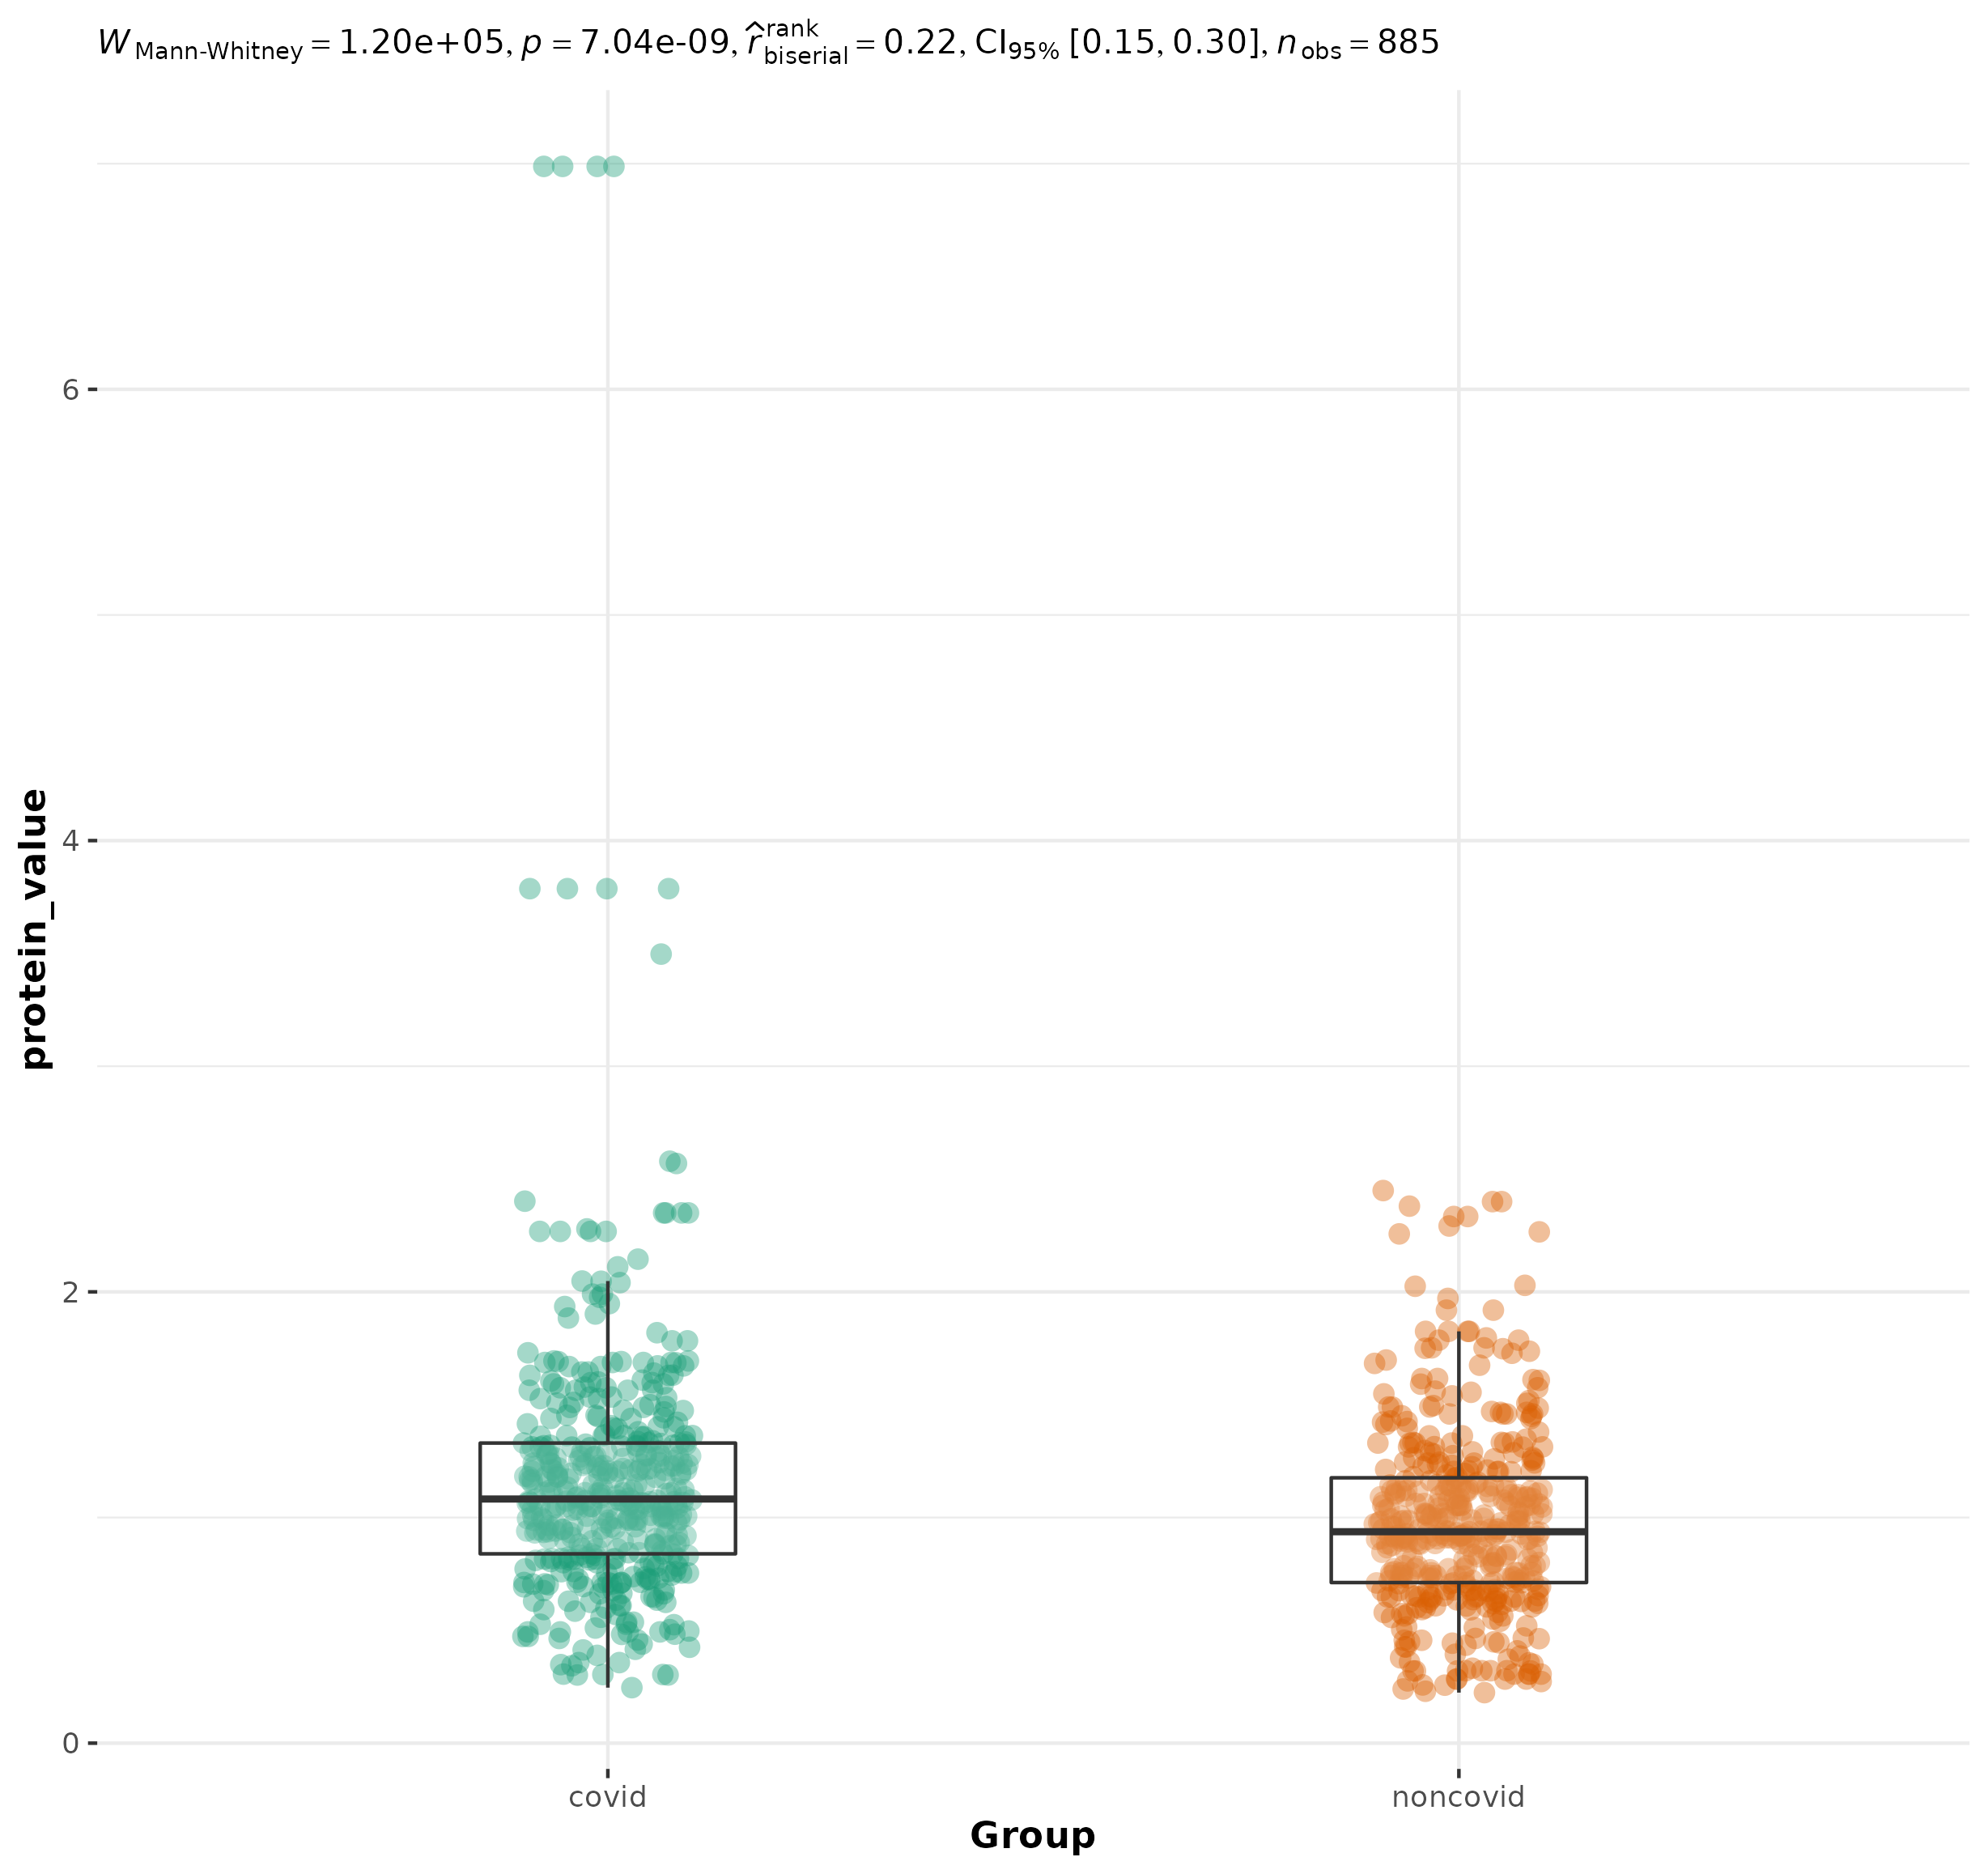 W Mann-Whitney = 1.20e+05, p = 7.04e-09, r̂ rank biserial = 0.22, CI95% [0.15, 0.30], n obs = 885
6
4
2
0
protein_value
covid noncovid
Group